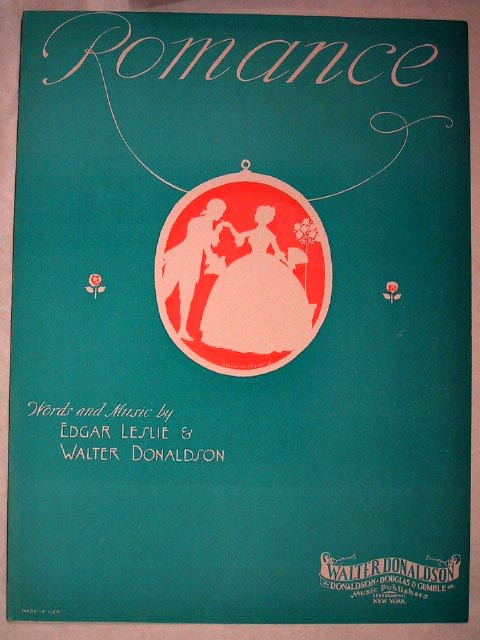 Romance
Words and Music by
EDGAR LESLIE &
WALTER DONALDSON
WALTER DONALDSON
DONALDSON-DOUGLAS & GUMBLE INC.
Music Publishers
NEW YORK
MADE IN U.S.A.